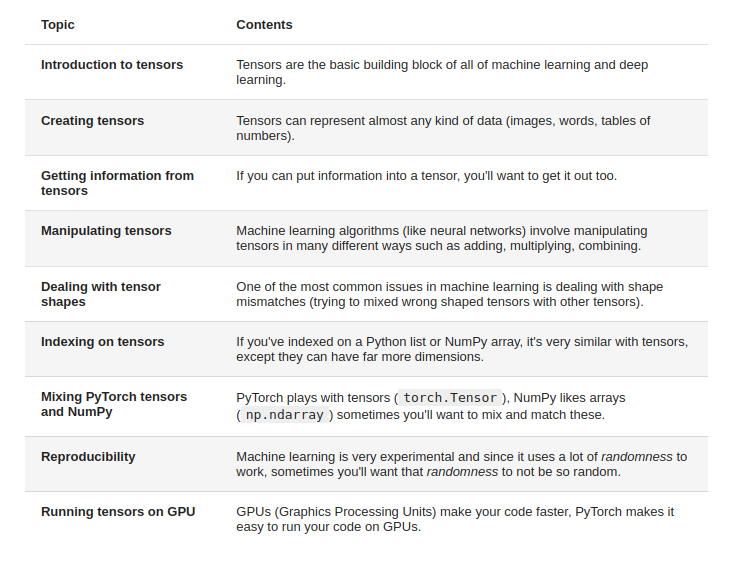 Topic Contents
Introduction to tensors Tensors are the basic building block of all of machine learning and deep
learning.
Creating tensors Tensors can represent almost any kind of data (images, words, tables of
numbers).
Getting information from If you can put information into a tensor, you'll want to get it out too.
tensors
Manipulating tensors Machine learning algorithms (like neural networks) involve manipulating
tensors in many different ways such as adding, multiplying, combining.
Dealing with tensor One of the most common issues in machine learning is dealing with shape
shapes mismatches (trying to mixed wrong shaped tensors with other tensors).
Indexing on tensors If you've indexed on a Python list or NumPy array, it's very similar with tensors,
except they can have far more dimensions.
Mixing PyTorch tensors PyTorch plays with tensors ( torch.Tensor ), NumPy likes arrays
and NumPy ( np.ndarray ) sometimes you'll want to mix and match these.
Reproducibility Machine learning is very experimental and since it uses a lot of randomness to
work, sometimes you'll want that randomness to not be so random.
Running tensors on GPU GPUs (Graphics Processing Units) make your code faster, PyTorch makes it
easy to run your code on GPUs.